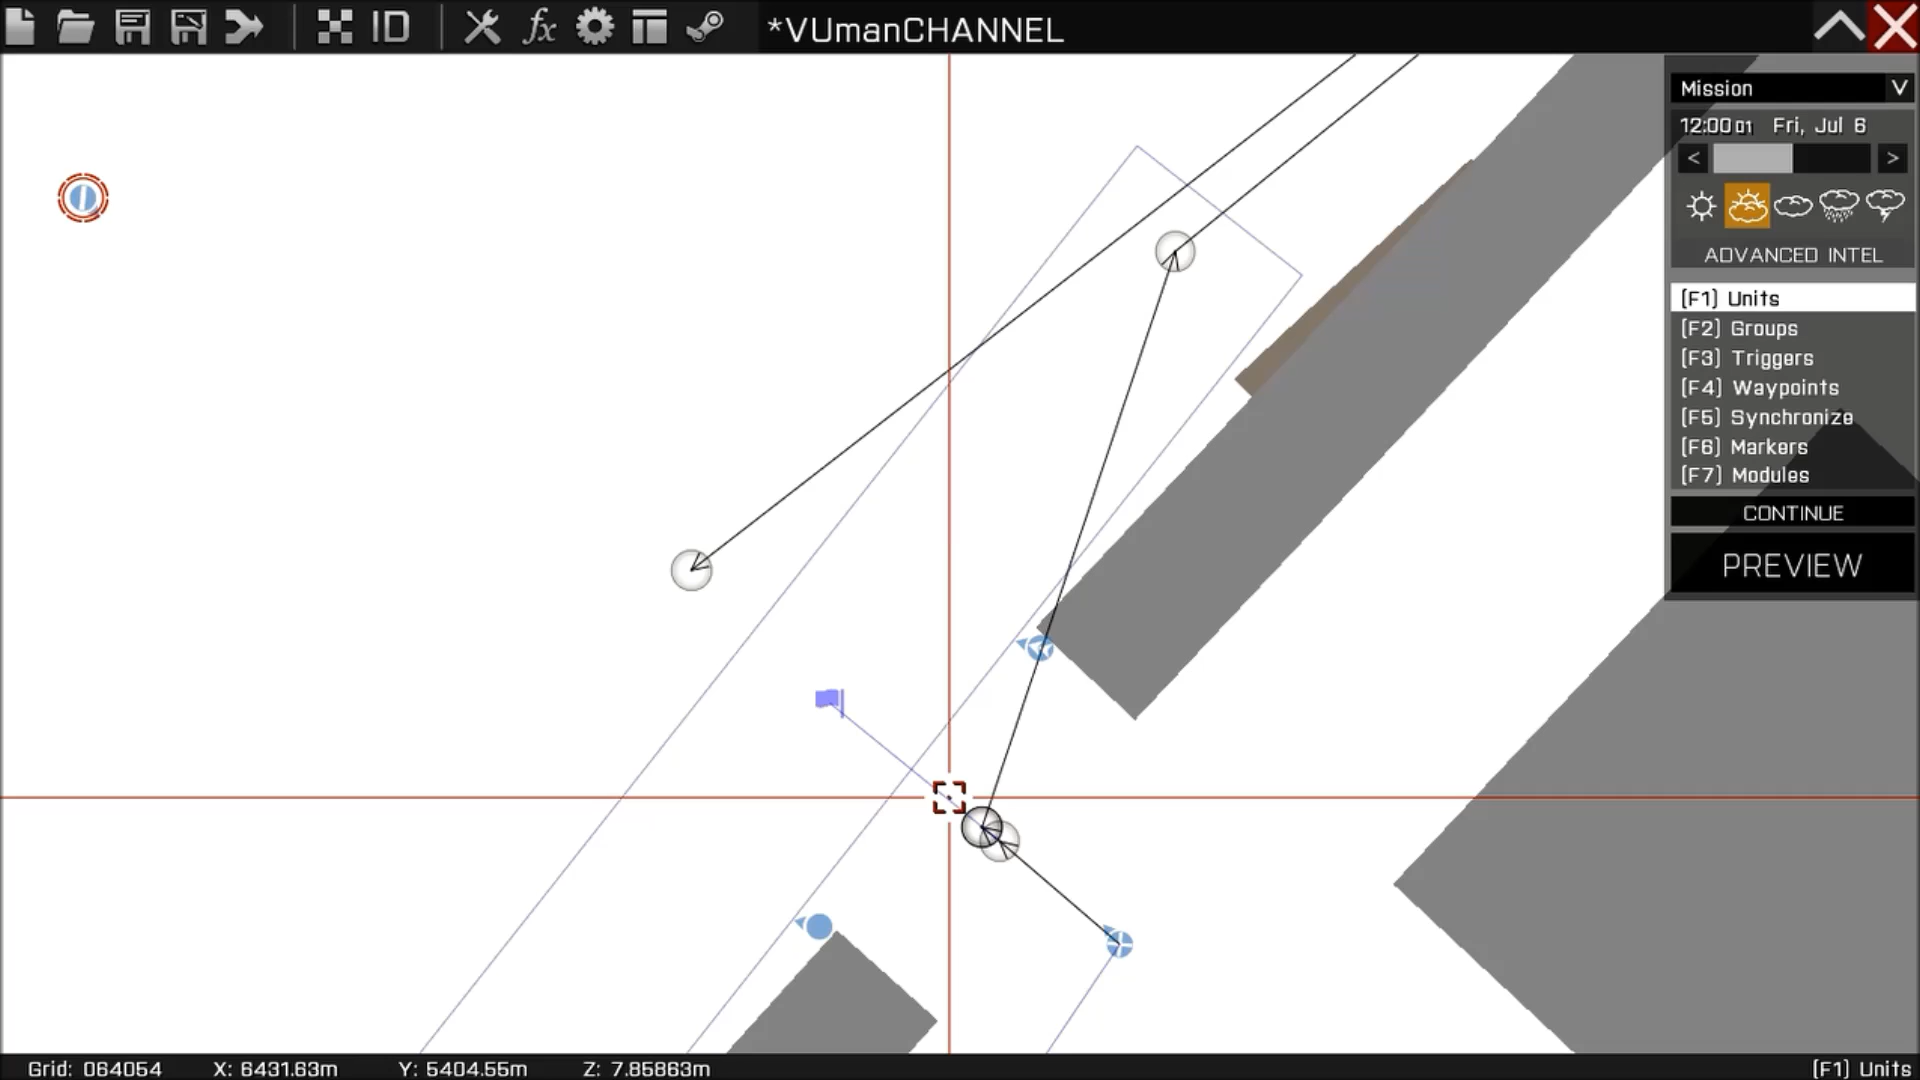 ID
fx
*VUmanCHANNEL
Mission
V
12:00 01 Fri, Jul 6
< >
ADVANCED INTEL
[F1] Units
[F2] Groups
[F3] Triggers
[F4] Waypoints
[F5] Synchronize
[F6] Markers
[F7] Modules
CONTINUE
PREVIEW
Grid: 064054 X: 6431.63m Y: 5404.55m Z: 7.85863m [F1] Units